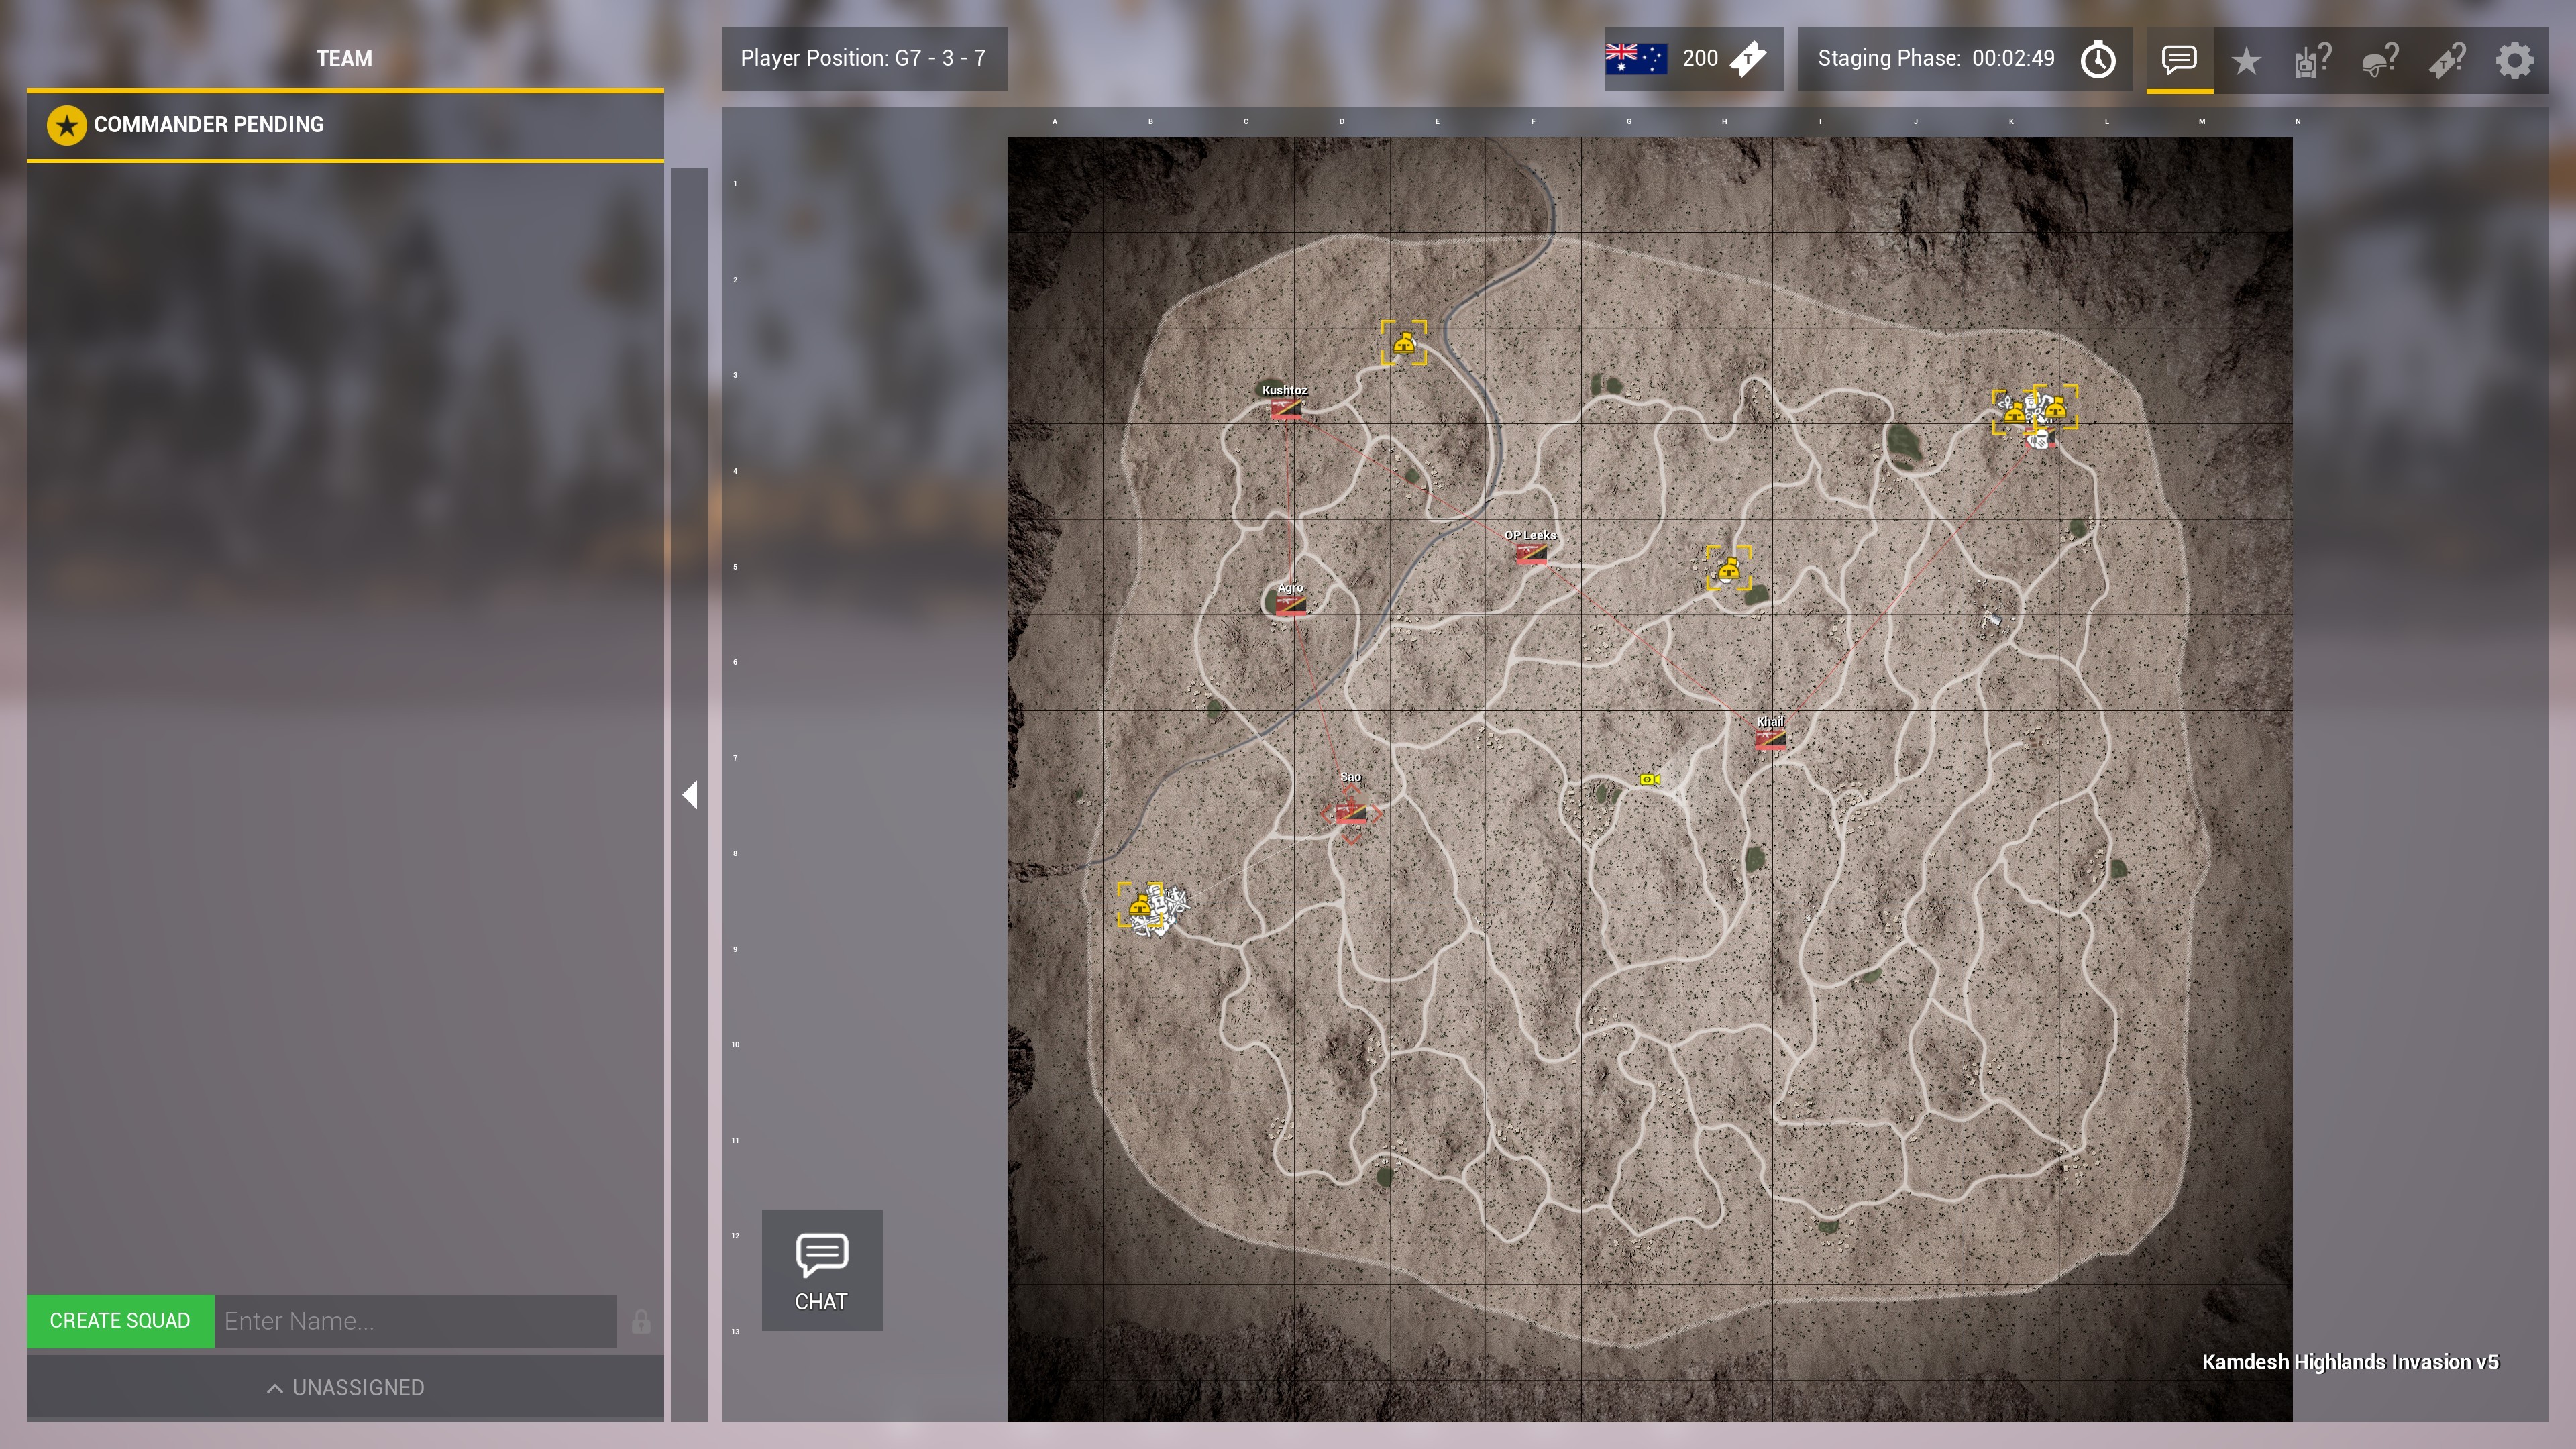 TEAM
COMMANDER PENDING
Player Position: G7 - 3 - 7
200
Staging Phase: 00:02:49
A B C D E F G H I J K L M N
1
2
3
Kushtoz
4
OP Leeks
5
Agro
6
Khail
7
Sao
8
9
10
11
12
13
CHAT
CREATE SQUAD
Enter Name...
UNASSIGNED
Kamdesh Highlands Invasion v5